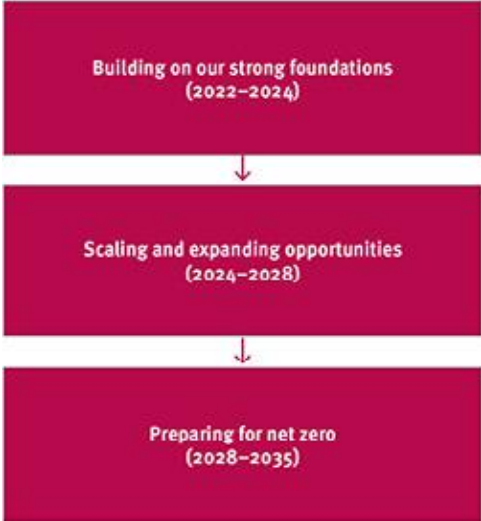 Building on our strong foundations
(2022–2024)
Scaling and expanding opportunities
(2024–2028)
Preparing for net zero
(2028–2035)